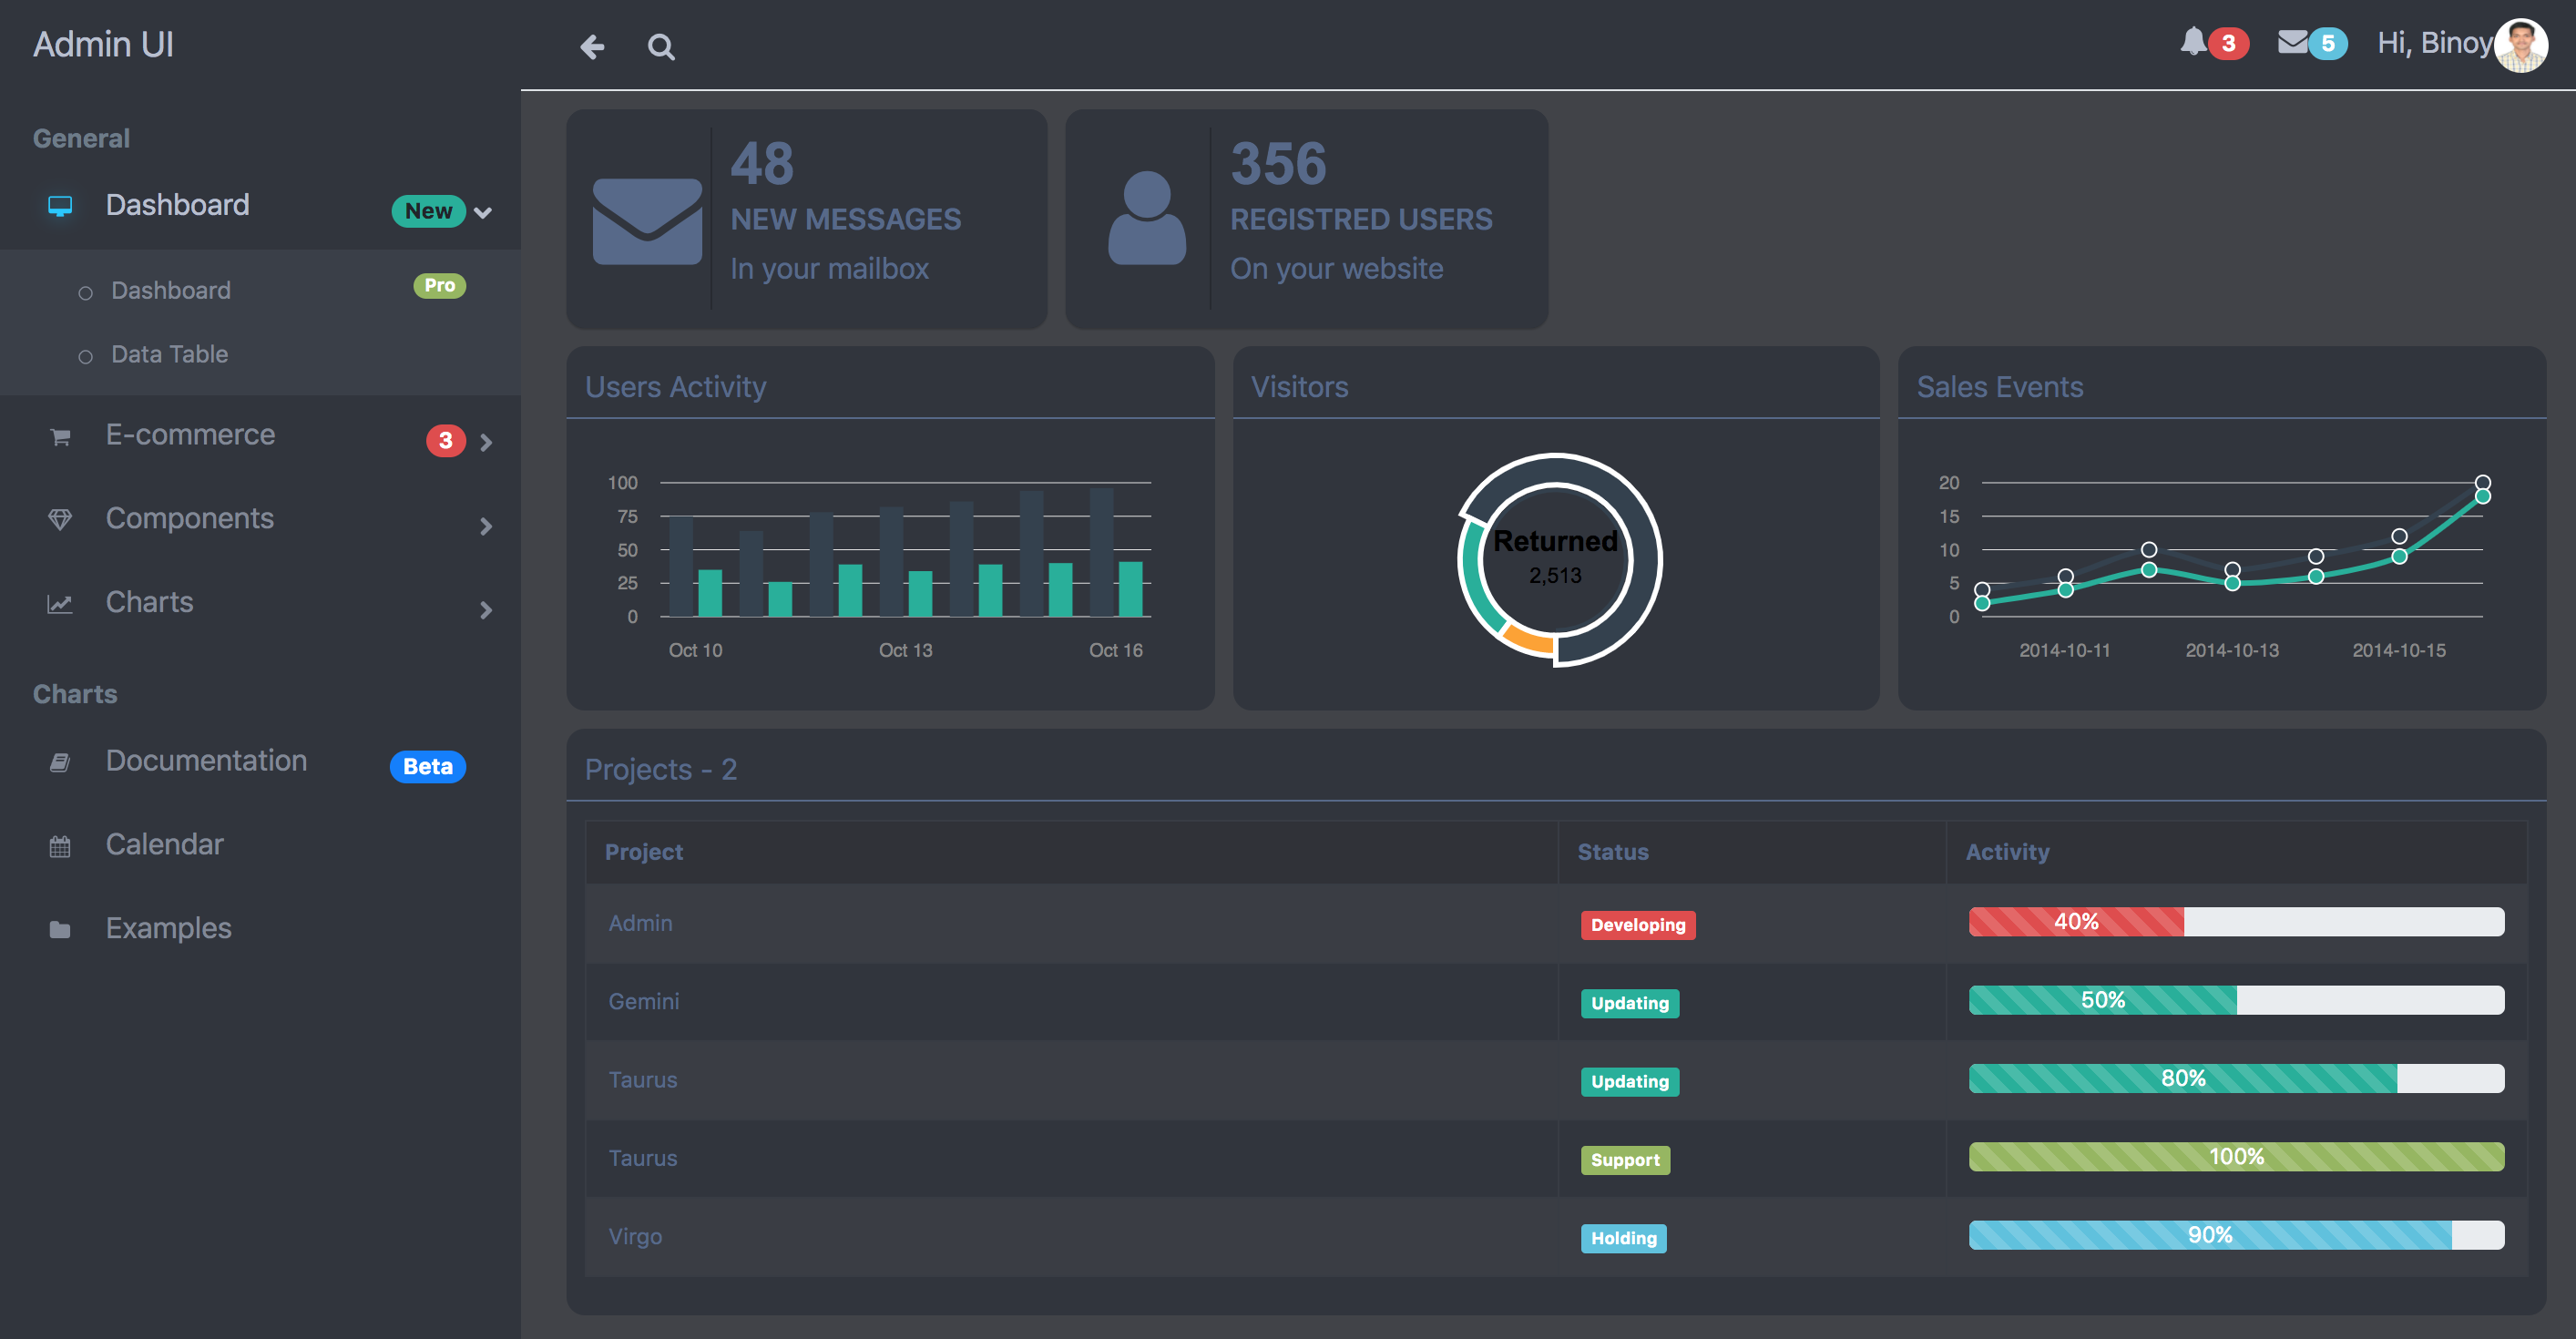 Admin UI
3
5
Hi, Binoy
General
Dashboard
New
Dashboard
Pro
Data Table
E-commerce
3
Components
Charts
Charts
Documentation
Beta
Calendar
Examples
48
NEW MESSAGES
In your mailbox
356
REGISTRED USERS
On your website
Users Activity
100
75
50
25
0
Oct 10 Oct 13 Oct 16
Visitors
Returned
2,513
Sales Events
20
15
10
5
0
2014-10-11 2014-10-13 2014-10-15
Projects - 2
Project Status Activity
Admin Developing 40%
Gemini Updating 50%
Taurus Updating 80%
Taurus Support 100%
Virgo Holding 90%